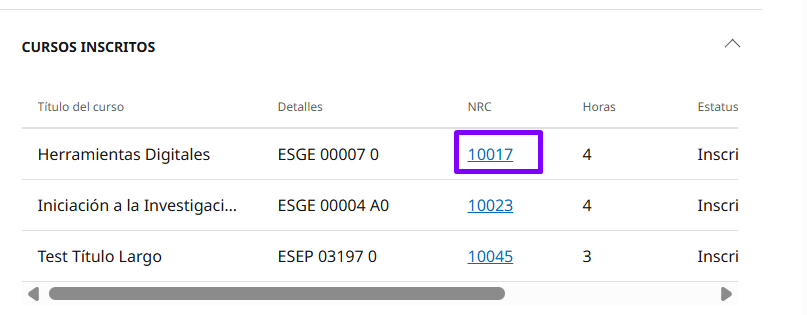 CURSOS INSCRITOS
Título del curso Detalles NRC Horas Estatus
Herramientas Digitales ESGE 00007 0 10017 4 Inscri
Iniciación a la Investigaci... ESGE 00004 A0 10023 4 Inscri
Test Título Largo ESEP 03197 0 10045 3 Inscri